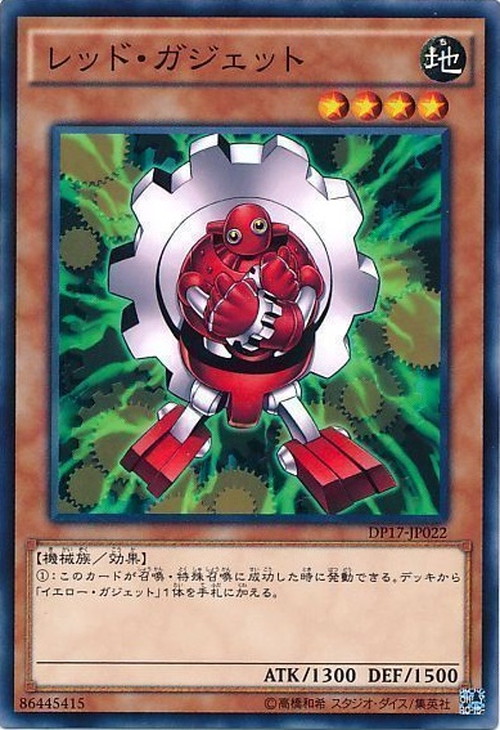 レッド・ガジェット
地
DP17-JP022
【機械族／効果】
①：このカードが召喚・特殊召喚に成功した時に発動できる。デッキから
「イエロー・ガジェット」1体を手札に加える。
ATK/1300 DEF/1500
86445415
©高橋和希 スタジオ・ダイス/集英社